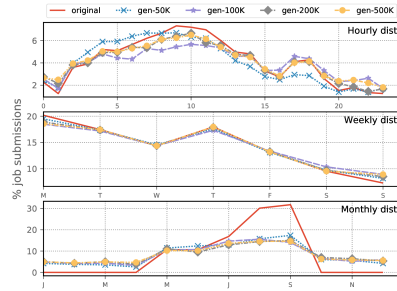 original gen-50K gen-100K gen-200K gen-500K
Hourly dist
6
4
2
0 5 10 15 20
Weekly dist
20
15
10
M T W T F S S
% job submissions
Monthly dist
30
20
10
0
J M M J S N